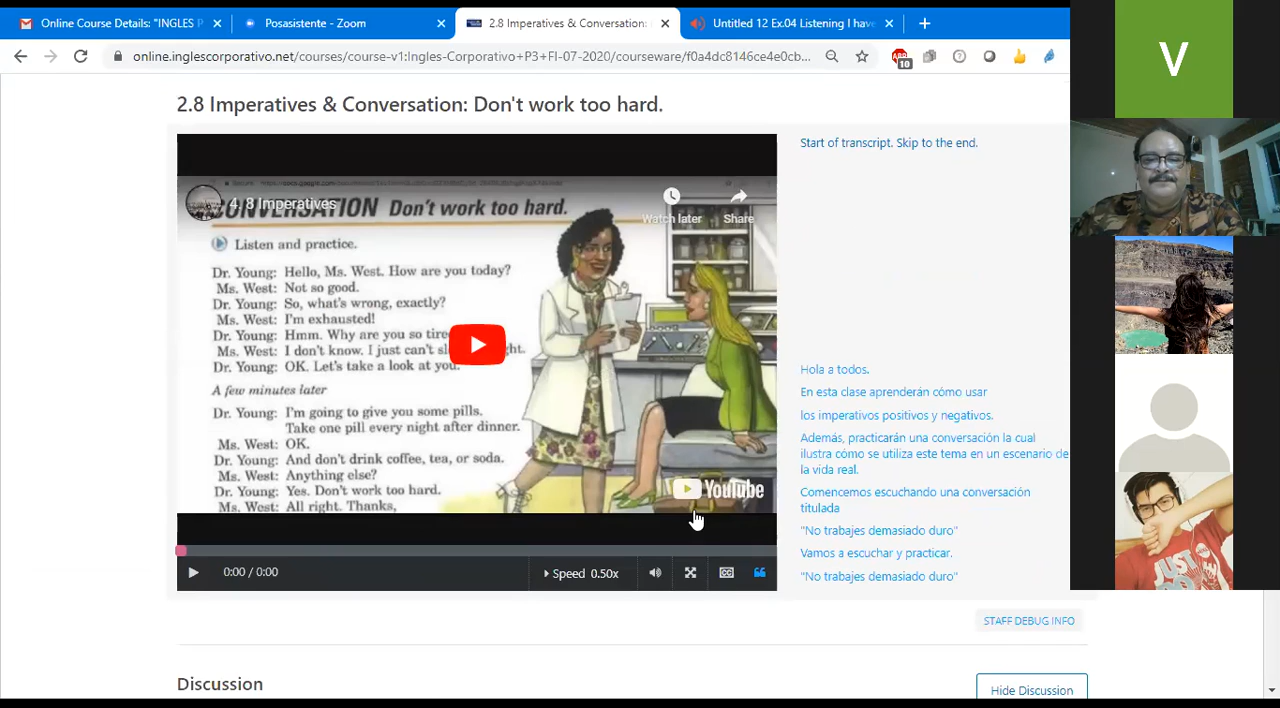 Online Course Details: "INGLES P
Posasistente - Zoom
2.8 Imperatives & Conversation:
Untitled 12 Ex.04 Listening I hav
online.inglecorporativo.net/courses/course-v1:Ingles-Corporativo+P3+FI-07-2020/courseware/f0a4dc8146ce4e0cb...
ABP
10
V
2.8 Imperatives & Conversation: Don't work too hard.
4. 8 Imperatives
CONVERSATION Don't work too hard.
Watch later
Share
Listen and practice.
Dr. Young: Hello, Ms. West. How are you today?
Ms. West: Not so good.
Dr. Young: So, what's wrong, exactly?
Ms. West: I'm exhausted!
Dr. Young: Hmm. Why are you so tire
Ms. West: I don't know. I just can't sl ht.
Dr. Young: OK. Let's take a look at you.
A few minutes later
Dr. Young: I'm going to give you some pills.
Take one pill every night after dinner.
Ms. West: OK.
Dr. Young: And don't drink coffee, tea, or soda.
Ms. West: Anything else?
Dr. Young: Yes. Don't work too hard.
Ms. West: All right. Thanks,
YouTube
0:00 / 0:00
Speed 0.50x
CC
Start of transcript. Skip to the end.
Hola a todos.
En esta clase aprenderán cómo usar
los imperativos positivos y negativos.
Además, practicarán una conversación la cual
ilustra cómo se utiliza este tema en un escenario de
la vida real.
Comencemos escuchando una conversación
titulada
"No trabajes demasiado duro"
Vamos a escuchar y practicar.
"No trabajes demasiado duro"
JUST
STAFF DEBUG INFO
Discussion
Hide Discussion